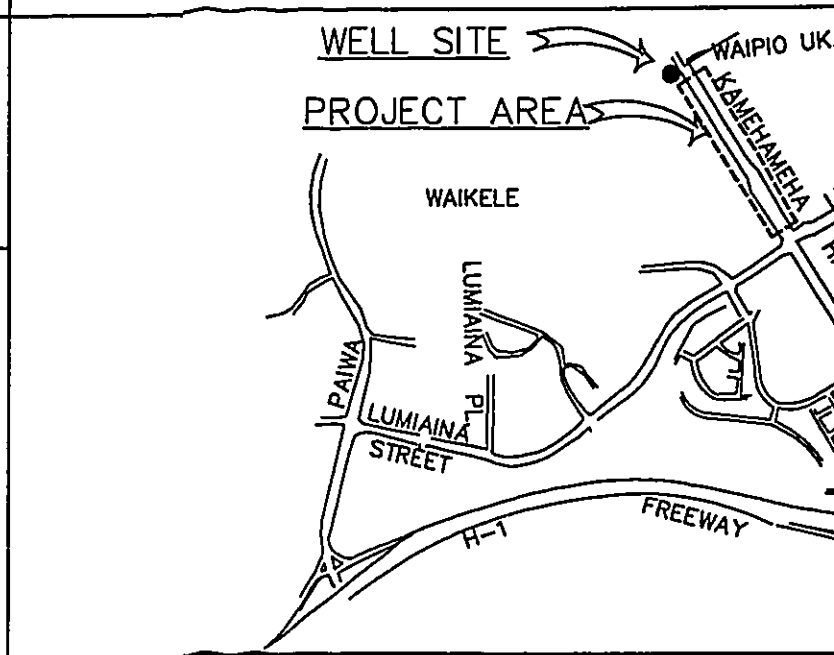 WELL SITE
WAIPIO UK.
PROJECT AREA
KAMEHAMEHA
WAIKELE
LUMIAINA PL
PAIWA
LUMIAINA
STREET
H-1
FREEWAY